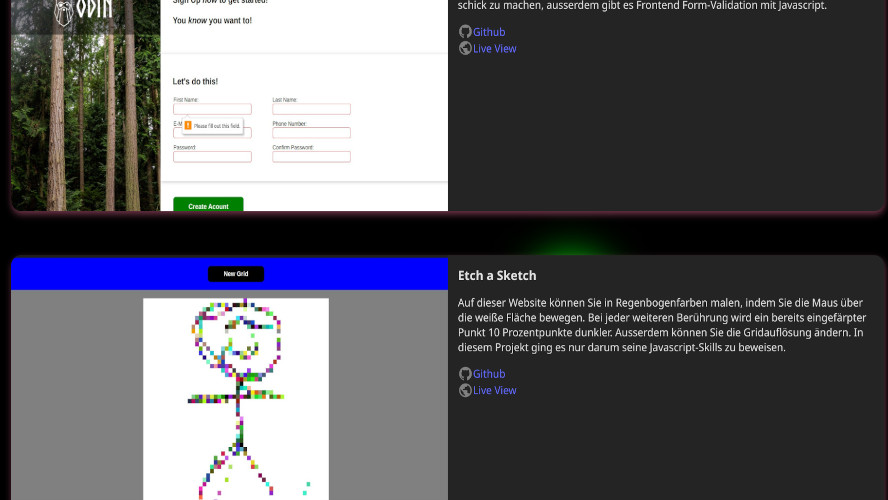 ODIN
Sign Up now to get started!
You know you want to!
Let's do this!
First Name:
Last Name:
E-M
Please fill out this field.
Phone Number:
Password:
Confirm Password:
Create Acount
schick zu machen, ausserdem gibt es Frontend Form-Validation mit Javascript.
Github
Live View
New Grid
Etch a Sketch
Auf dieser Website können Sie in Regenbogenfarben malen, indem Sie die Maus über
die weiße Fläche bewegen. Bei jeder weiteren Berührung wird ein bereits eingefärpter
Punkt 10 Prozentpunkte dunkler. Ausserdem können Sie die Gridauflösung ändern. In
diesem Projekt ging es nur darum seine Javascript-Skills zu beweisen.
Github
Live View